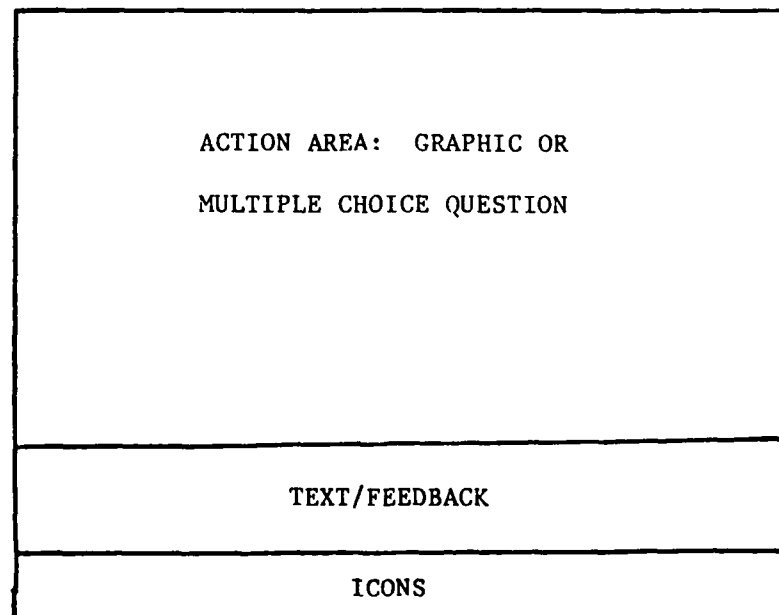 ACTION AREA: GRAPHIC OR
MULTIPLE CHOICE QUESTION
TEXT/FEEDBACK
ICONS